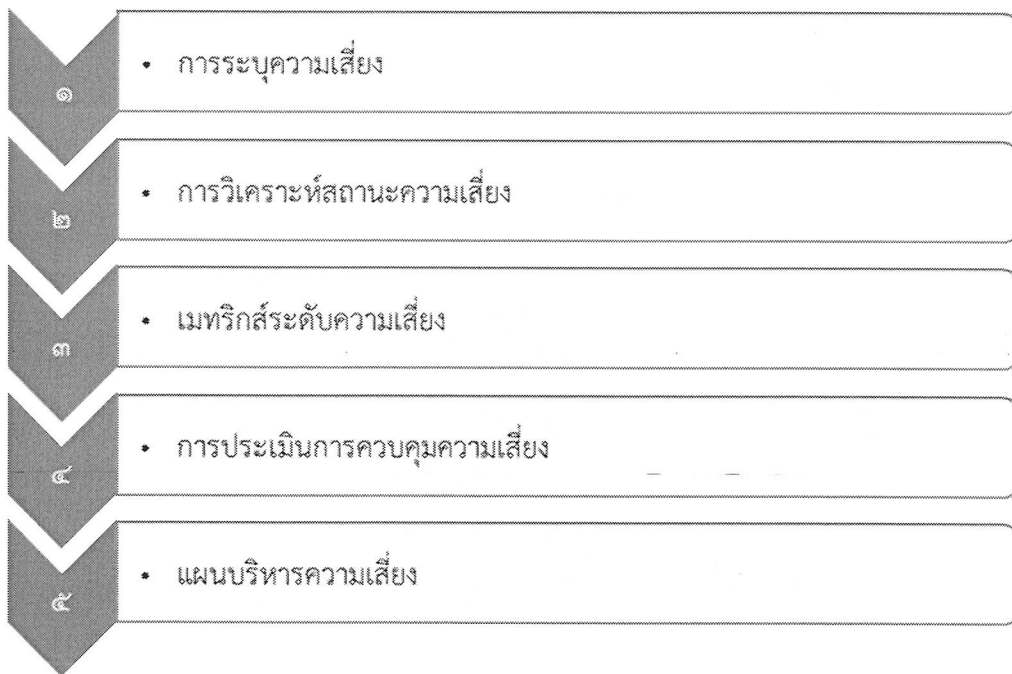 ๑
• การระบุความเสี่ยง
๒
• การวิเคราะห์สถานะความเสี่ยง
๓
• เมทริกส์ระดับความเสี่ยง
๔
• การประเมินการควบคุมความเสี่ยง
๕
• แผนบริหารความเสี่ยง